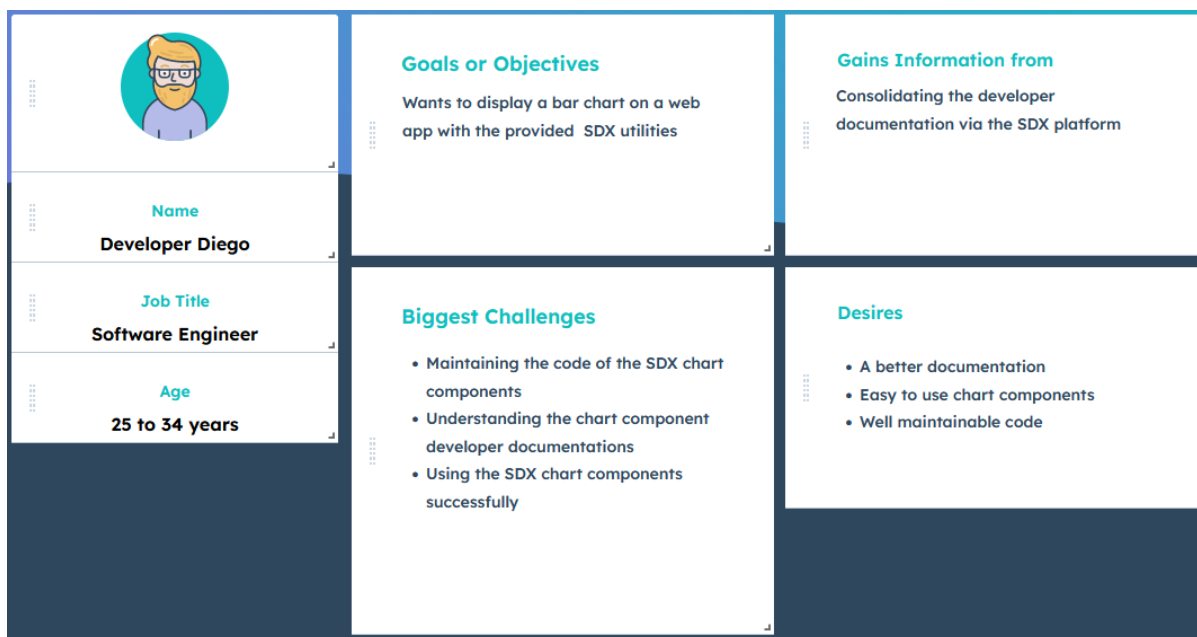 Name
Developer Diego
Job Title
Software Engineer
Age
25 to 34 years
Goals or Objectives
Wants to display a bar chart on a web
app with the provided  SDX utilities
Biggest Challenges
• Maintaining the code of the SDX chart
components
• Understanding the chart component
developer documentations
• Using the SDX chart components
successfully
Gains Information from
Consolidating the developer
documentation via the SDX platform
Desires
• A better documentation
• Easy to use chart components
• Well maintainable code